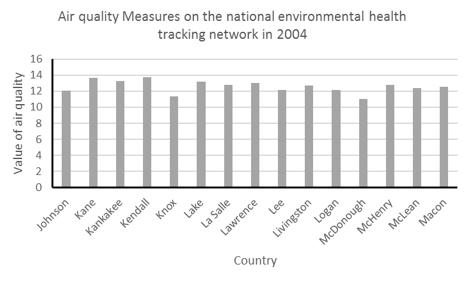 Air quality Measures on the national environmental health
tracking network in 2004
Value of air quality
16
14
12
10
8
6
4
2
0
Johnson
Kane
Kankakee
Kendall
Knox
Lake
La Salle
Lawrence
Lee
Livingston
Logan
McDonough
McHenry
McLean
Macon
Country